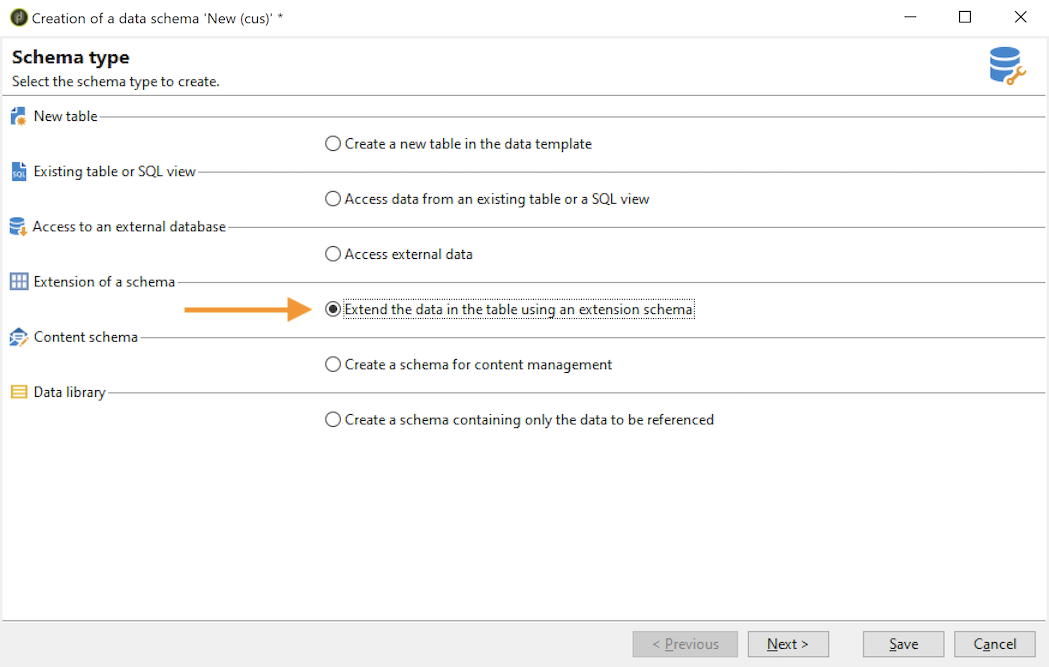 Creation of a data schema 'New (cus)' *
Schema type
Select the schema type to create.
New table
Create a new table in the data template
SQL
Existing table or SQL view
Access data from an existing table or a SQL view
Access to an external database
Access external data
Extension of a schema
Extend the data in the table using an extension schema
Content schema
Create a schema for content management
Data library
Create a schema containing only the data to be referenced
< Previous
Next >
Save
Cancel